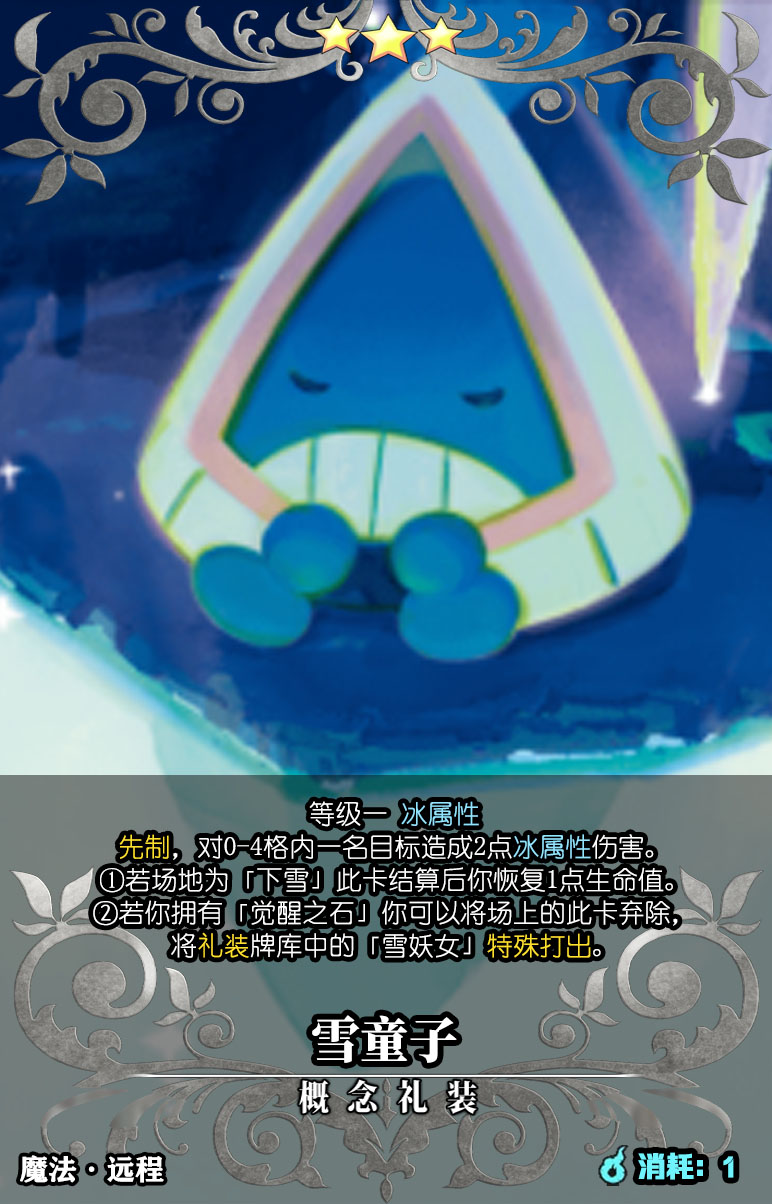 等级一 冰属性
先制，对0-4格内一名目标造成2点冰属性伤害。
①若场地为「下雪」此卡结算后你恢复1点生命值。
②若你拥有「觉醒之石」你可以将场上的此卡弃除，
将礼装牌库中的「雪妖女」特殊打出。
雪童子
概念礼装
魔法·远程
消耗：1